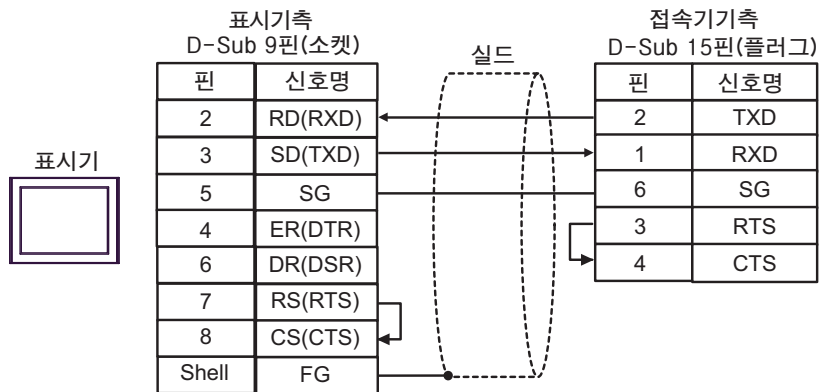 표시기측
D-Sub 9핀(소켓)
핀 신호명
2 RD(RXD)
3 SD(TXD)
5 SG
4 ER(DTR)
6 DR(DSR)
7 RS(RTS)
8 CS(CTS)
Shell FG
표시기
실드
접속기기측
D-Sub 15핀(플러그)
핀 신호명
2 TXD
1 RXD
6 SG
3 RTS
4 CTS